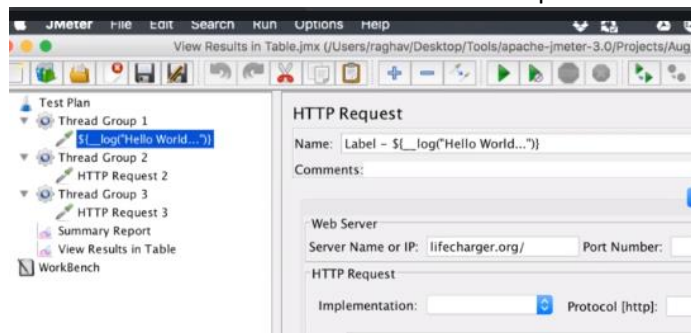 JMeter File Edit Search Run Options Help
View Results in Table.jmx (/Users/raghav/Desktop/Tools/apache-jmeter-3.0/Projects/Aug
Test Plan
Thread Group 1
${__log("Hello World...")}
Thread Group 2
HTTP Request 2
Thread Group 3
HTTP Request 3
Summary Report
View Results in Table
WorkBench
HTTP Request
Name: Label - ${__log("Hello World...")}
Comments:
Web Server
Server Name or IP: lifecharger.org/ Port Number:
HTTP Request
Implementation: Protocol [http]: